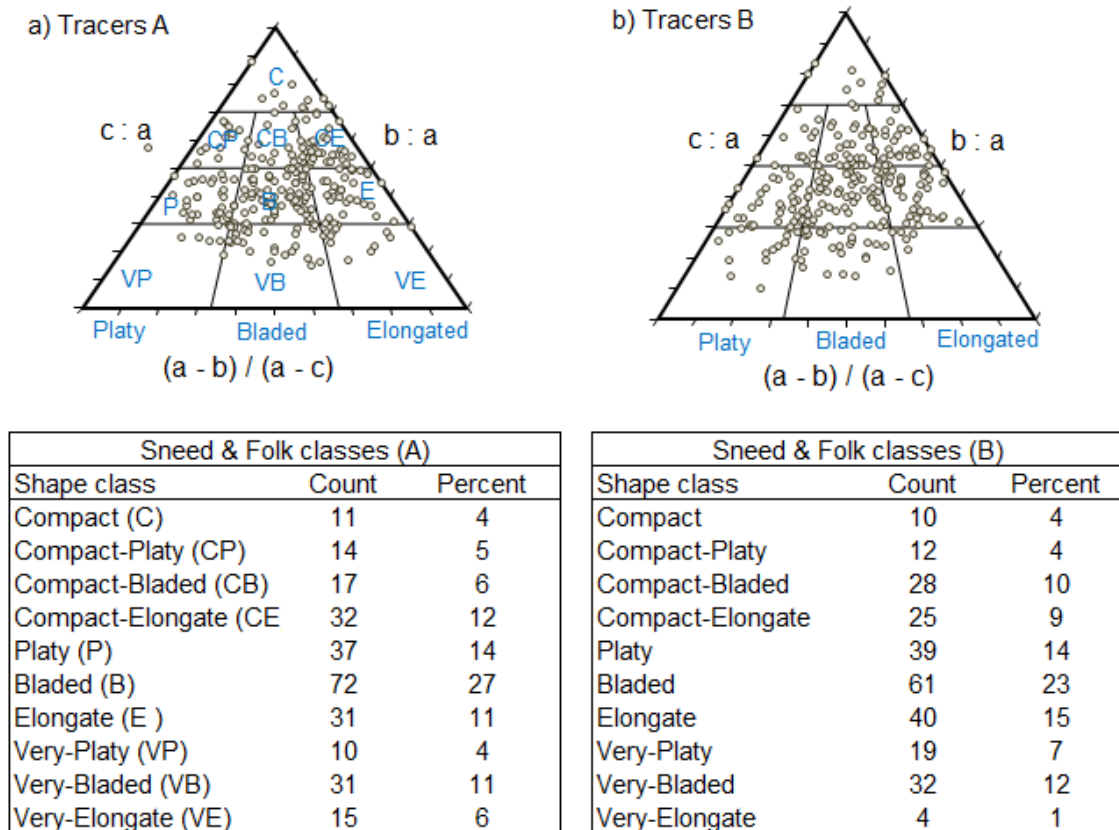 a) Tracers A
b) Tracers B
C
c : a
CP
CB
CE
b : a
c : a
b : a
P
B
E
VP
VB
VE
Platy
Bladed
Elongated
Platy
Bladed
Elongated
(a - b) / (a - c)
(a - b) / (a - c)
Sneed & Folk classes (A)
Shape class Count Percent
Compact (C) 11 4
Compact-Platy (CP) 14 5
Compact-Bladed (CB) 17 6
Compact-Elongate (CE 32 12
Platy (P) 37 14
Bladed (B) 72 27
Elongate (E ) 31 11
Very-Platy (VP) 10 4
Very-Bladed (VB) 31 11
Very-Elongate (VE) 15 6
Sneed & Folk classes (B)
Shape class Count Percent
Compact 10 4
Compact-Platy 12 4
Compact-Bladed 28 10
Compact-Elongate 25 9
Platy 39 14
Bladed 61 23
Elongate 40 15
Very-Platy 19 7
Very-Bladed 32 12
Very-Elongate 4 1